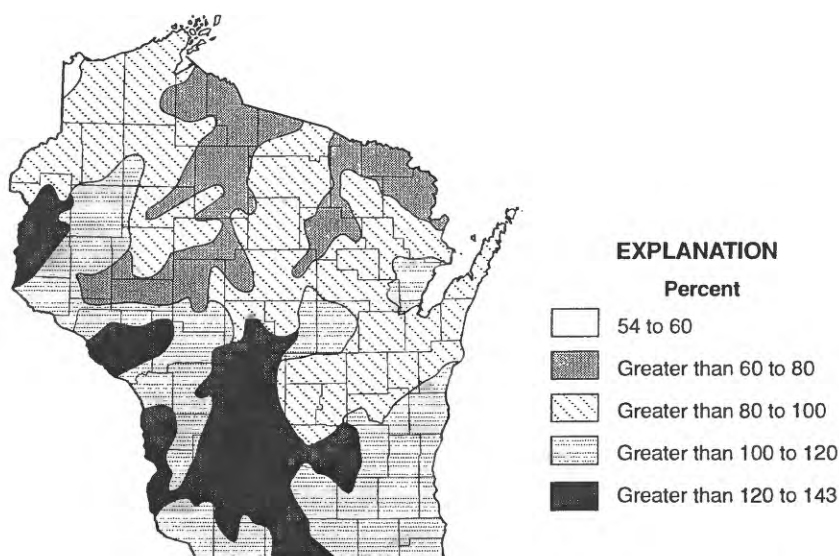 EXPLANATION
Percent
54 to 60
Greater than 60 to 80
Greater than 80 to 100
Greater than 100 to 120
Greater than 120 to 143